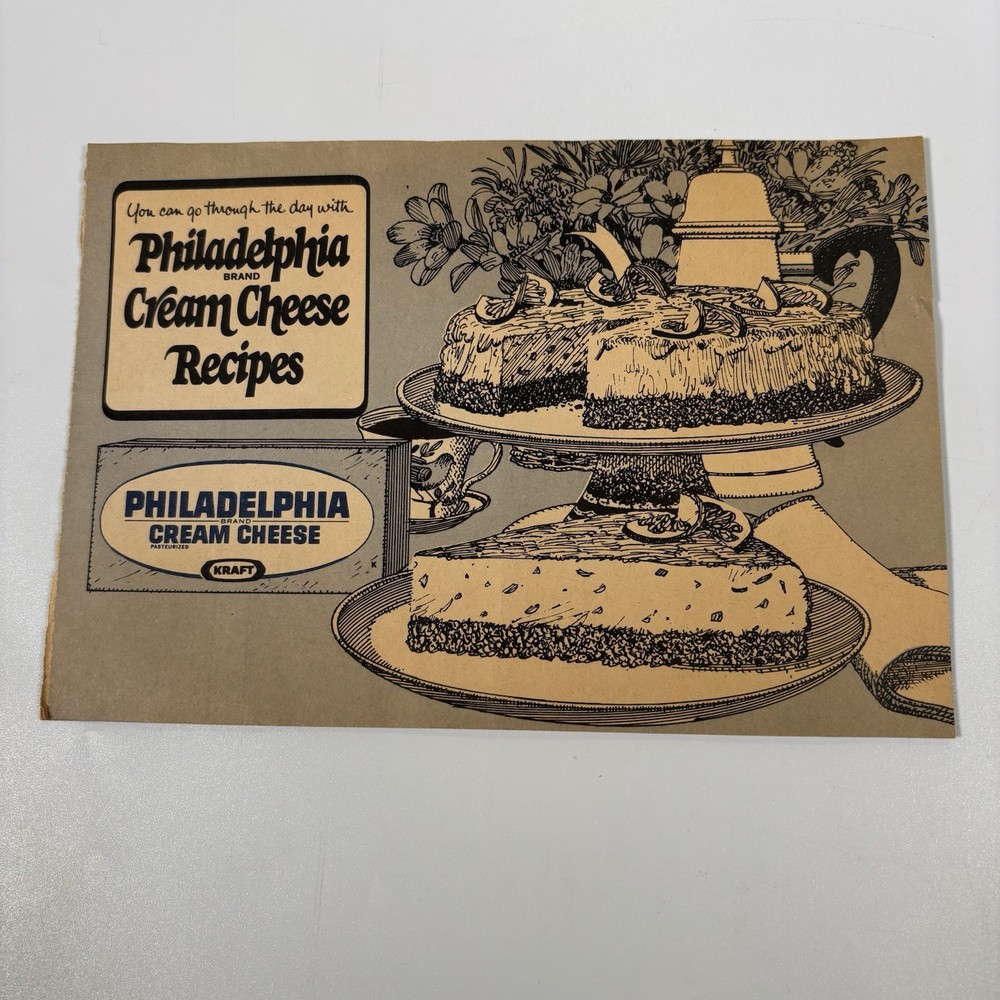 You can go through the day with
Philadelphia
BRAND
Cream Cheese
Recipes
PHILADELPHIA
BRAND
CREAM CHEESE
PASTEURIZED
KRAFT
K